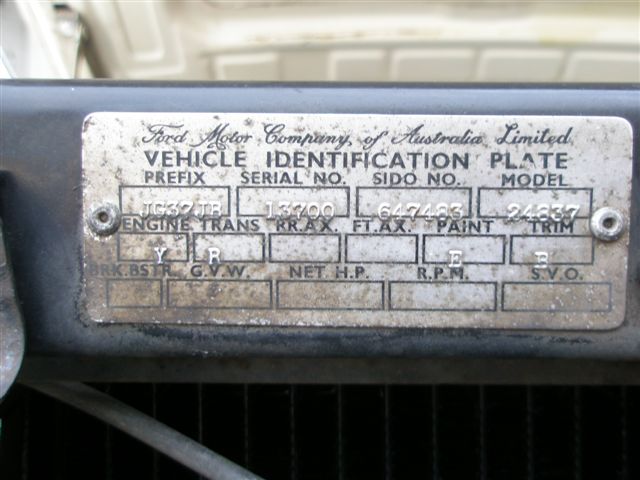 Ford Motor Company, of Australia Limited
VEHICLE IDENTIFICATION PLATE
PREFIX SERIAL NO. SIDO NO. MODEL
JG32JB 13700 647483 24837
ENGINE TRANS RR.AX. FT.AX. PAINT TRIM
Y R E B
BRK.BSTR. G.V.W. NET H.P. R.P.M. S.V.O.